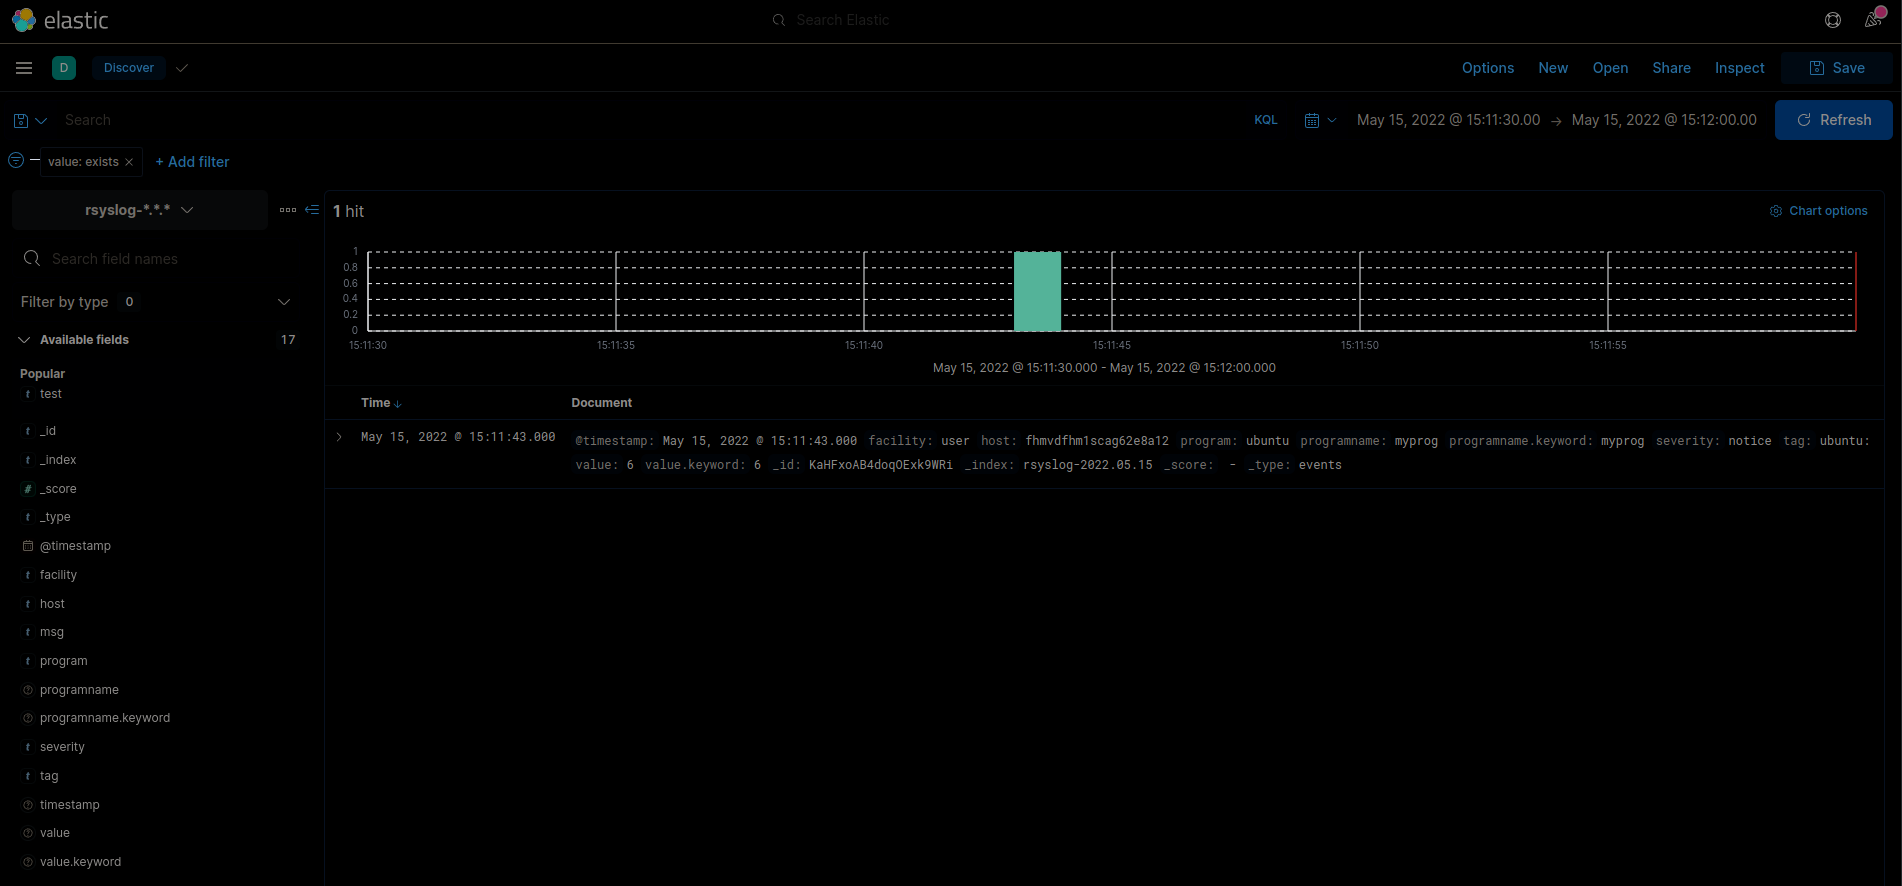 elastic
Search Elastic
D
Discover
Options New Open Share Inspect Save
Search
KQL
May 15, 2022 @ 15:11:30.00 → May 15, 2022 @ 15:12:00.00
Refresh
value: exists ×
+ Add filter
rsyslog-*.*.*
1 hit
Chart options
Search field names
Filter by type 0
Available fields 17
Popular
t test
t _id
t _index
# _score
t _type
@timestamp
t facility
t host
t msg
t program
programname
programname.keyword
t severity
t tag
timestamp
value
value.keyword
1
0.8
0.6
0.4
0.2
0
15:11:30 15:11:35 15:11:40 15:11:45 15:11:50 15:11:55
May 15, 2022 @ 15:11:30.000 - May 15, 2022 @ 15:12:00.000
Time ↓ Document
May 15, 2022 @ 15:11:43.000
@timestamp: May 15, 2022 @ 15:11:43.000 facility: user host: fhmvdfhm1scag62e8a12 program: ubuntu programname: myprog programname.keyword: myprog severity: notice tag: ubuntu:
value: 6 value.keyword: 6 _id: KaHFxoAB4doqOExk9WRi _index: rsyslog-2022.05.15 _score: - _type: events